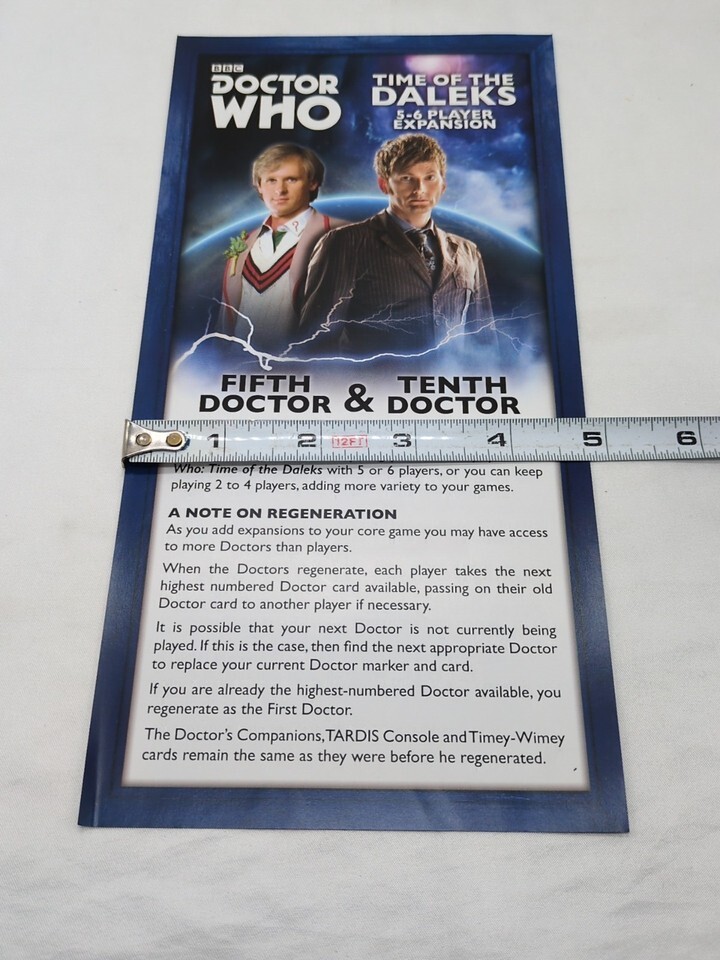 BBC
DOCTOR
WHO
TIME OF THE
DALEKS
5-6 PLAYER
EXPANSION
?
FIFTH
DOCTOR
&
TENTH
DOCTOR
1 2 12FT 3 4 5 6
Who: Time of the Daleks with 5 or 6 players, or you can keep
playing 2 to 4 players, adding more variety to your games.
A NOTE ON REGENERATION
As you add expansions to your core game you may have access
to more Doctors than players.
When the Doctors regenerate, each player takes the next
highest numbered Doctor card available, passing on their old
Doctor card to another player if necessary.
It is possible that your next Doctor is not currently being
played. If this is the case, then find the next appropriate Doctor
to replace your current Doctor marker and card.
If you are already the highest-numbered Doctor available, you
regenerate as the First Doctor.
The Doctor's Companions, TARDIS Console and Timey-Wimey
cards remain the same as they were before he regenerated.